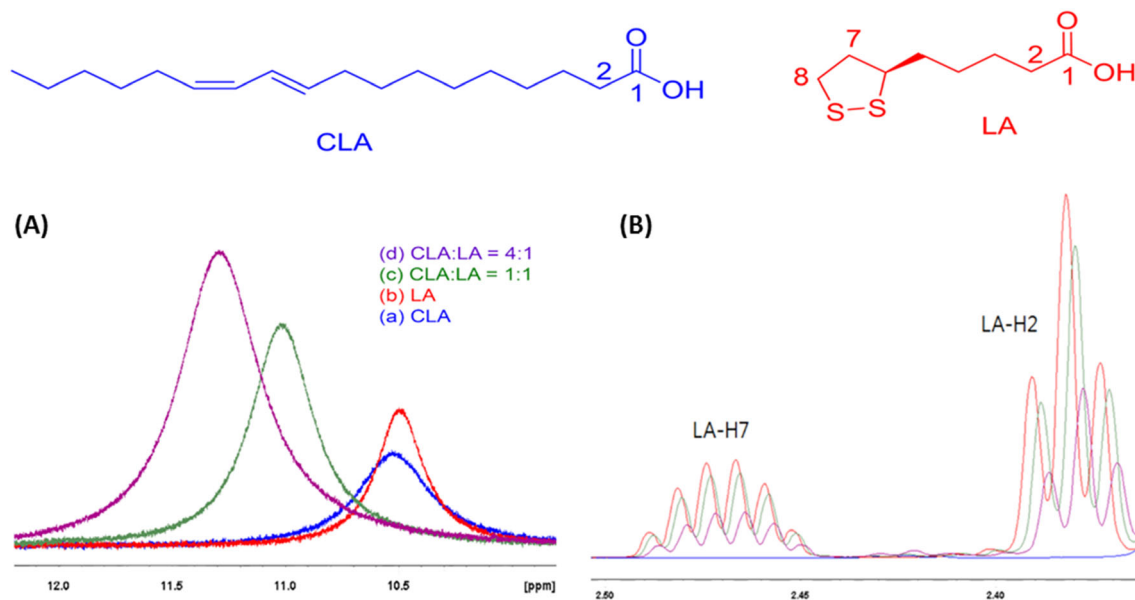 O
2
1
OH
CLA
O
7
8
2
1
OH
S
S
LA
(A)
(d) CLA:LA = 4:1
(c) CLA:LA = 1:1
(b) LA
(a) CLA
12.0 11.5 11.0 10.5 [ppm]
(B)
LA-H2
LA-H7
2.50 2.45 2.40